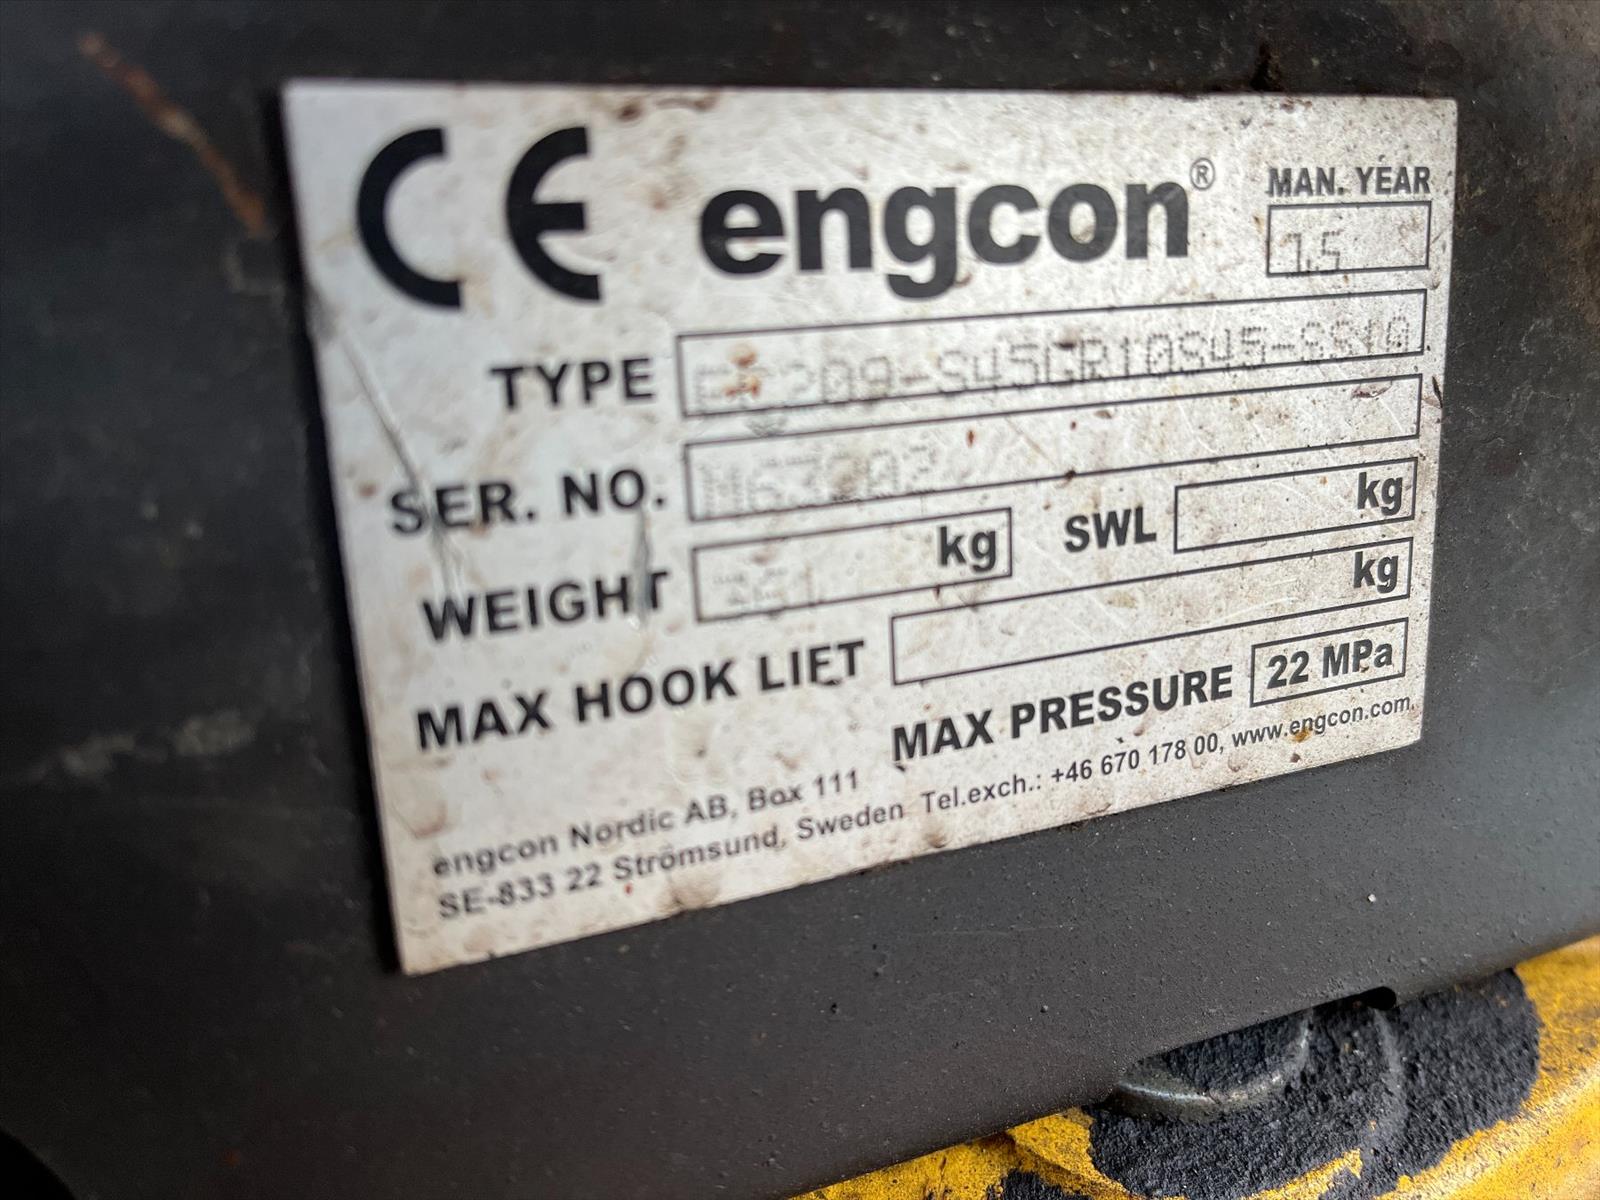 CE engcon® MAN. YEAR
15
TYPE
SER. NO.
WEIGHT kg SWL kg
MAX HOOK LIFT kg
MAX PRESSURE 22 MPa
engcon Nordic AB, Box 111
SE-833 22 Strömsund, Sweden Tel.exch.: +46 670 178 00, www.engcon.com